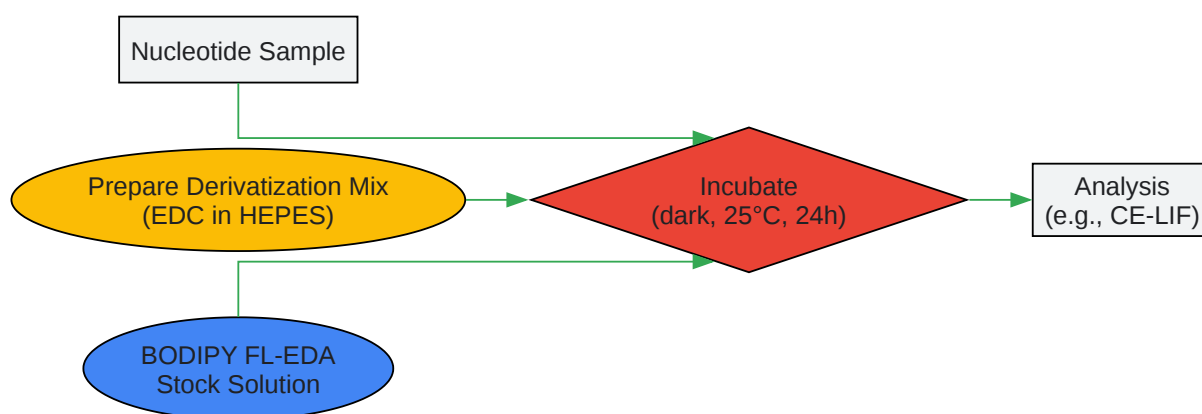 Nucleotide Sample
Prepare Derivatization Mix
(EDC in HEPES)
BODIPY FL-EDA
Stock Solution
Incubate
(dark, 25°C, 24h)
Analysis
(e.g., CE-LIF)